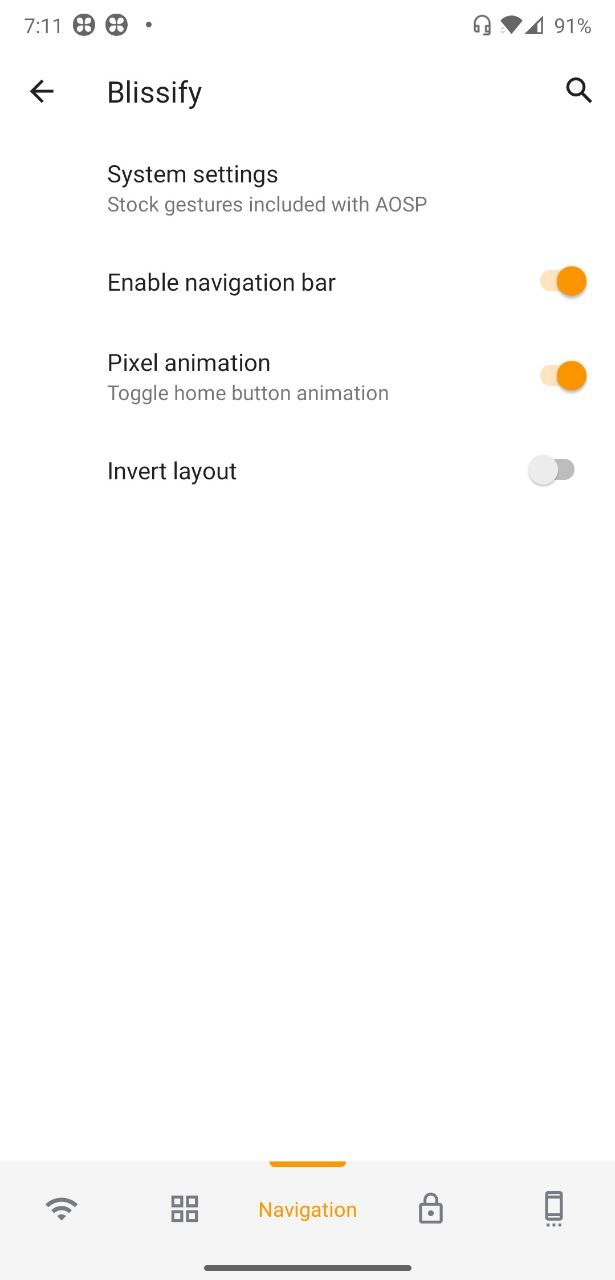 7:11
91%
Blissify
System settings
Stock gestures included with AOSP
Enable navigation bar
Pixel animation
Toggle home button animation
Invert layout
Navigation